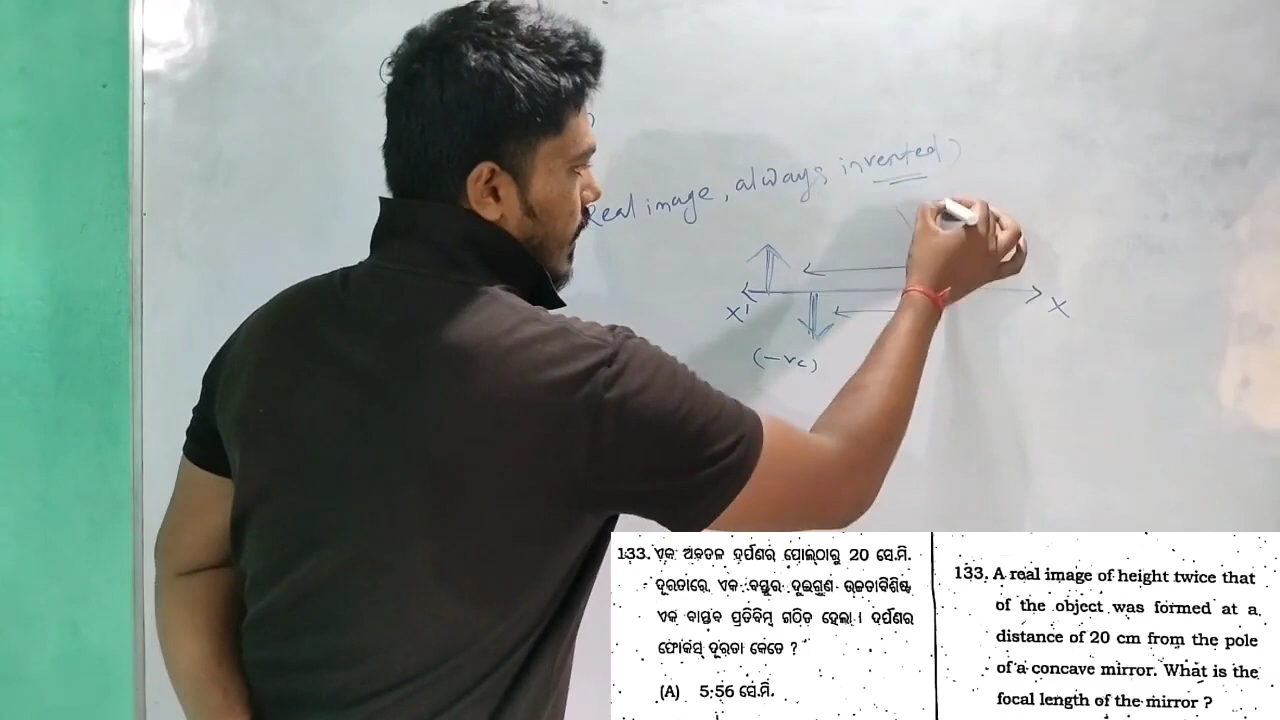 Real image, always inverted)
X'
X
(-ve)
133. ଏକ ଅବତଳ ଦର୍ପଣର ପୋଲ୍‌ଠାରୁ 20 ସେ.ମି.
ଦୂରତାରେ ଏକ ବସ୍ତୁର ଦୁଇଗୁଣ ଉଚ୍ଚତାବିଶିଷ୍ଟ
ଏକ ବାସ୍ତବ ପ୍ରତିବିମ୍ବ ଗଠିତ ହେଲା । ଦର୍ପଣର
ଫୋକସ୍ ଦୂରତା କେତେ ?
(A) 5·56 ସେ.ମି.
133. A real image of height twice that
of the object was formed at a
distance of 20 cm from the pole
of a concave mirror. What is the
focal length of the mirror ?